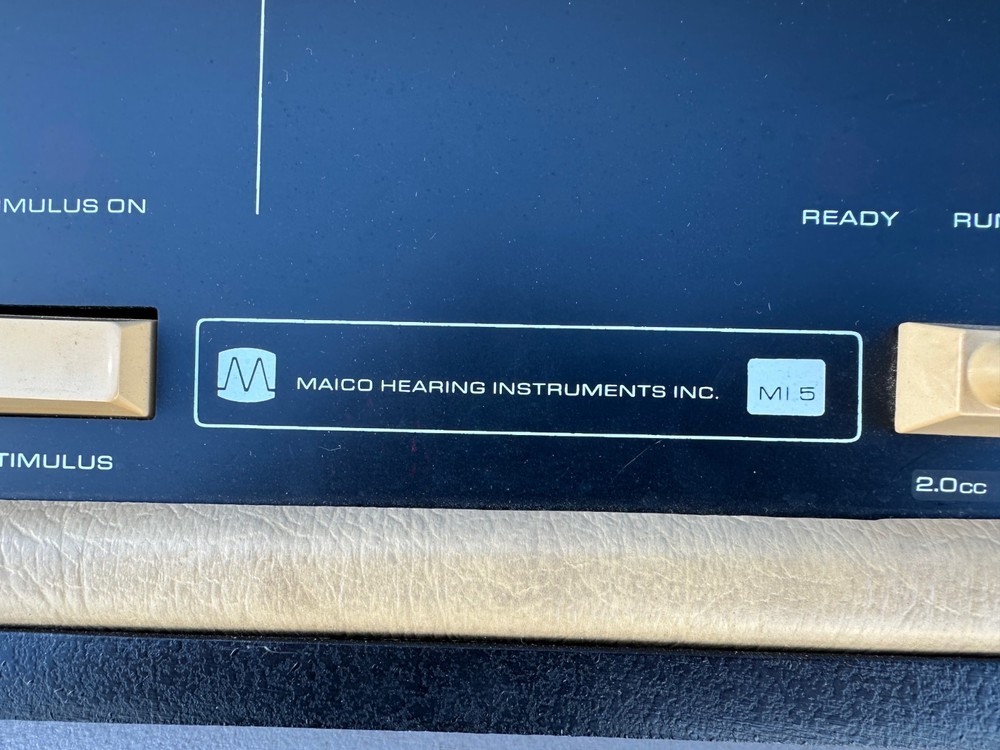 MULUS ON
READY
MAICO HEARING INSTRUMENTS INC.
MI 5
TIMULUS
2.0cc